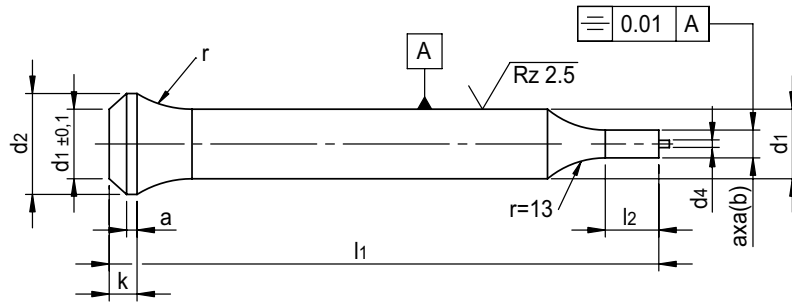 0.01 A
r
A
Rz 2.5
d2
d1 ±0,1
d1
d4
axa(b)
r=13
l2
a
l1
k